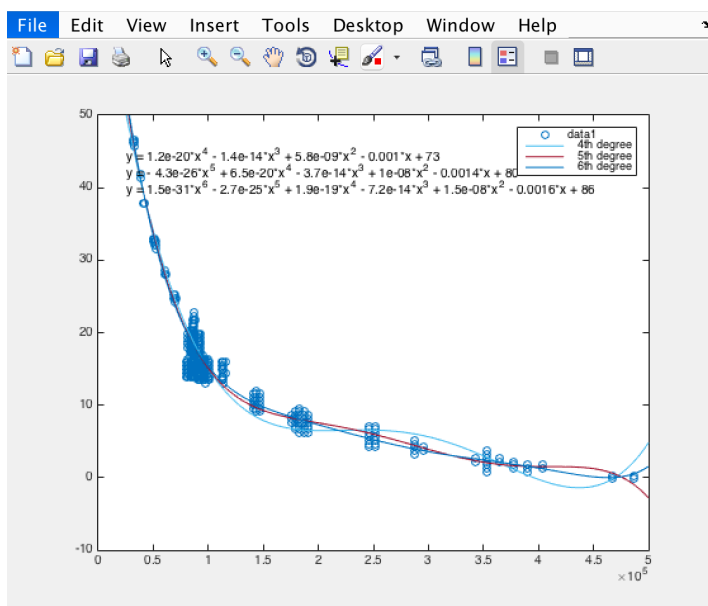 File Edit View Insert Tools Desktop Window Help
50
40
30
20
10
0
-10
data1
4th degree
5th degree
6th degree
y = 1.2e-20*x^4 - 1.4e-14*x^3 + 5.8e-09*x^2 - 0.001*x + 73
y = - 4.3e-26*x^5 + 6.5e-20*x^4 - 3.7e-14*x^3 + 1e-08*x^2 - 0.0014*x + 80
y = 1.5e-31*x^6 - 2.7e-25*x^5 + 1.9e-19*x^4 - 7.2e-14*x^3 + 1.5e-08*x^2 - 0.0016*x + 86
0 0.5 1 1.5 2 2.5 3 3.5 4 4.5 5
×10^5